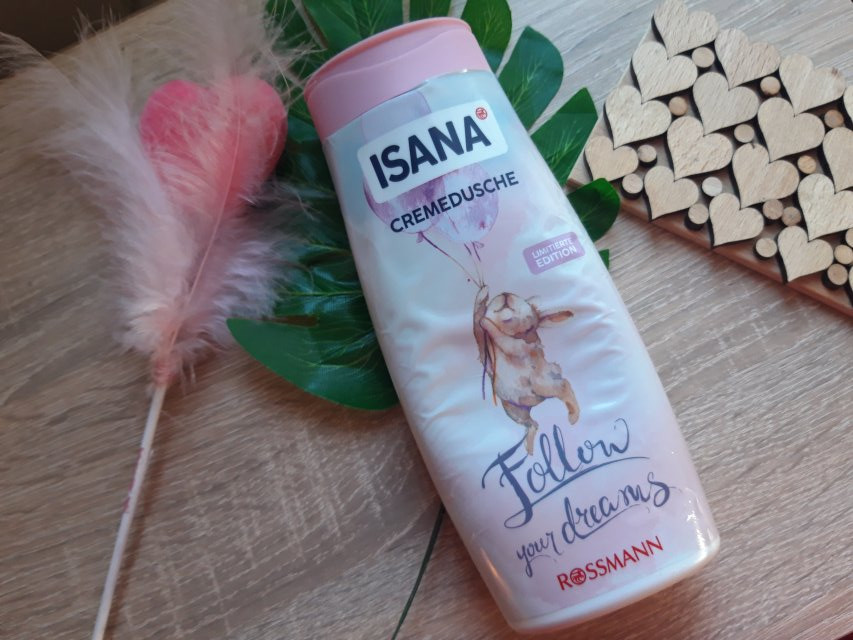 ISANA
CREMEDUSCHE
LIMITIERTE
EDITION
Follow
your dreams
ROSSMANN